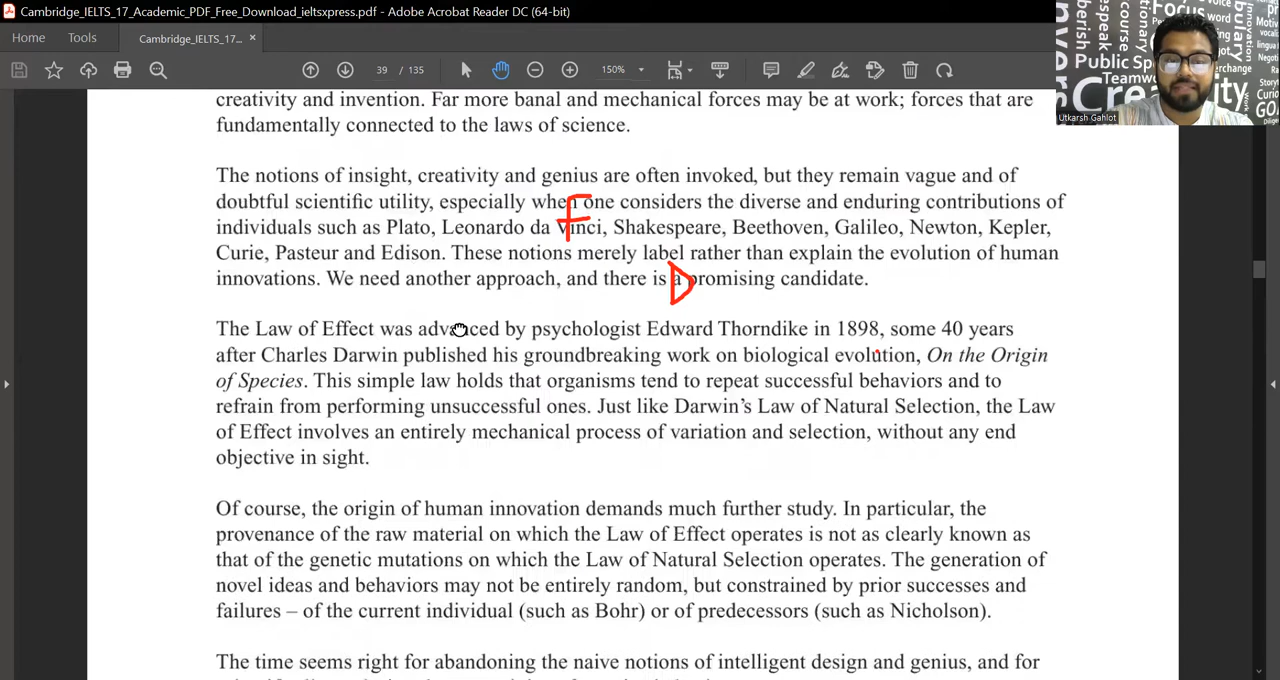 Cambridge_IELTS_17_Academic_PDF_Free_Download_ieltsxpress.pdf - Adobe Acrobat Reader DC (64-bit)
Home Tools Cambridge_IELTS_17... ×
39 / 135 150%
creativity and invention. Far more banal and mechanical forces may be at work; forces that are
fundamentally connected to the laws of science.
The notions of insight, creativity and genius are often invoked, but they remain vague and of
doubtful scientific utility, especially when one considers the diverse and enduring contributions of
individuals such as Plato, Leonardo da Vinci, Shakespeare, Beethoven, Galileo, Newton, Kepler,
Curie, Pasteur and Edison. These notions merely label rather than explain the evolution of human
innovations. We need another approach, and there is a promising candidate.
F
D
The Law of Effect was advanced by psychologist Edward Thorndike in 1898, some 40 years
after Charles Darwin published his groundbreaking work on biological evolution, On the Origin
of Species. This simple law holds that organisms tend to repeat successful behaviors and to
refrain from performing unsuccessful ones. Just like Darwin's Law of Natural Selection, the Law
of Effect involves an entirely mechanical process of variation and selection, without any end
objective in sight.
Of course, the origin of human innovation demands much further study. In particular, the
provenance of the raw material on which the Law of Effect operates is not as clearly known as
that of the genetic mutations on which the Law of Natural Selection operates. The generation of
novel ideas and behaviors may not be entirely random, but constrained by prior successes and
failures – of the current individual (such as Bohr) or of predecessors (such as Nicholson).
The time seems right for abandoning the naive notions of intelligent design and genius, and for
Focus
word
speak
course
Public Sp
Teamwo
Utkarsh Gahlot